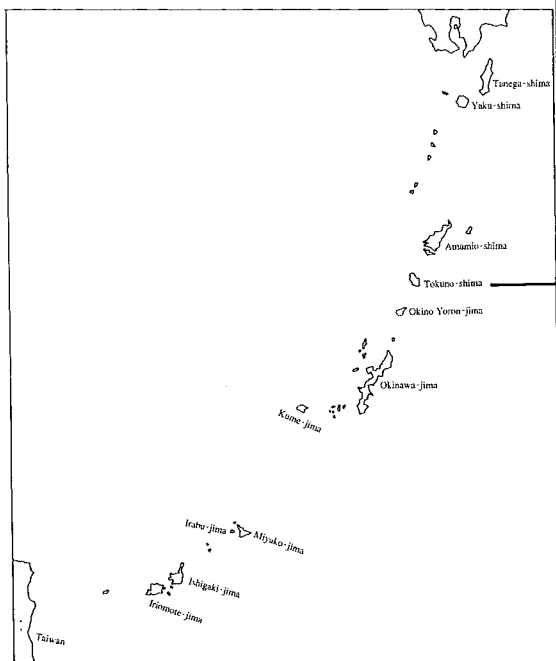 Tanega-shima
Yaku-shima
Amamio-shima
Tokuno-shima
Okino Yoron-jima
Okinawa-jima
Kume-jima
Irabu-jima
Miyako-jima
Ishigaki-jima
Iriomote-jima
Taiwan